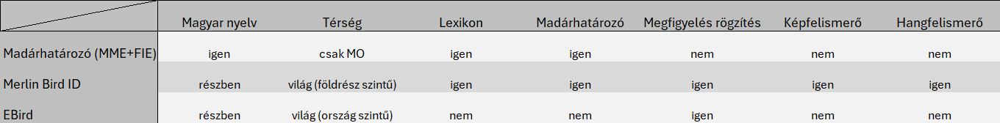 Magyar nyelv Térség Lexikon Madárhatározó Megfigyelés rögzítés Képfelismerő Hangfelismerő
Madárhatározó (MME+FIE) igen csak MO igen igen nem nem nem
Merlin Bird ID részben világ (földrész szintű) igen igen igen igen igen
EBird részben világ (ország szintű) nem nem igen nem nem